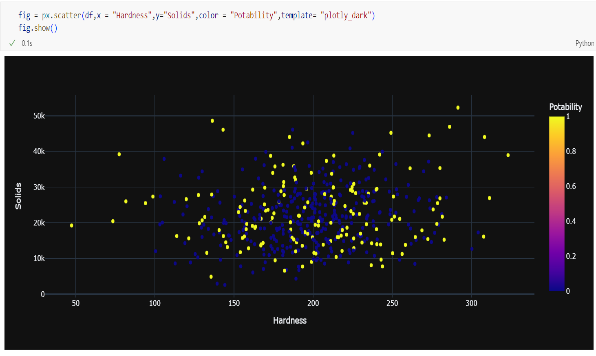 fig = px.scatter(df,x = "Hardness",y="Solids",color = "Potability",template= "plotly_dark")
fig.show()
✓ 0.1s
Python
Potability
50k
40k
30k
20k
10k
0
Solids
50
100
150
200
250
300
Hardness
1
0.8
0.6
0.4
0.2
0